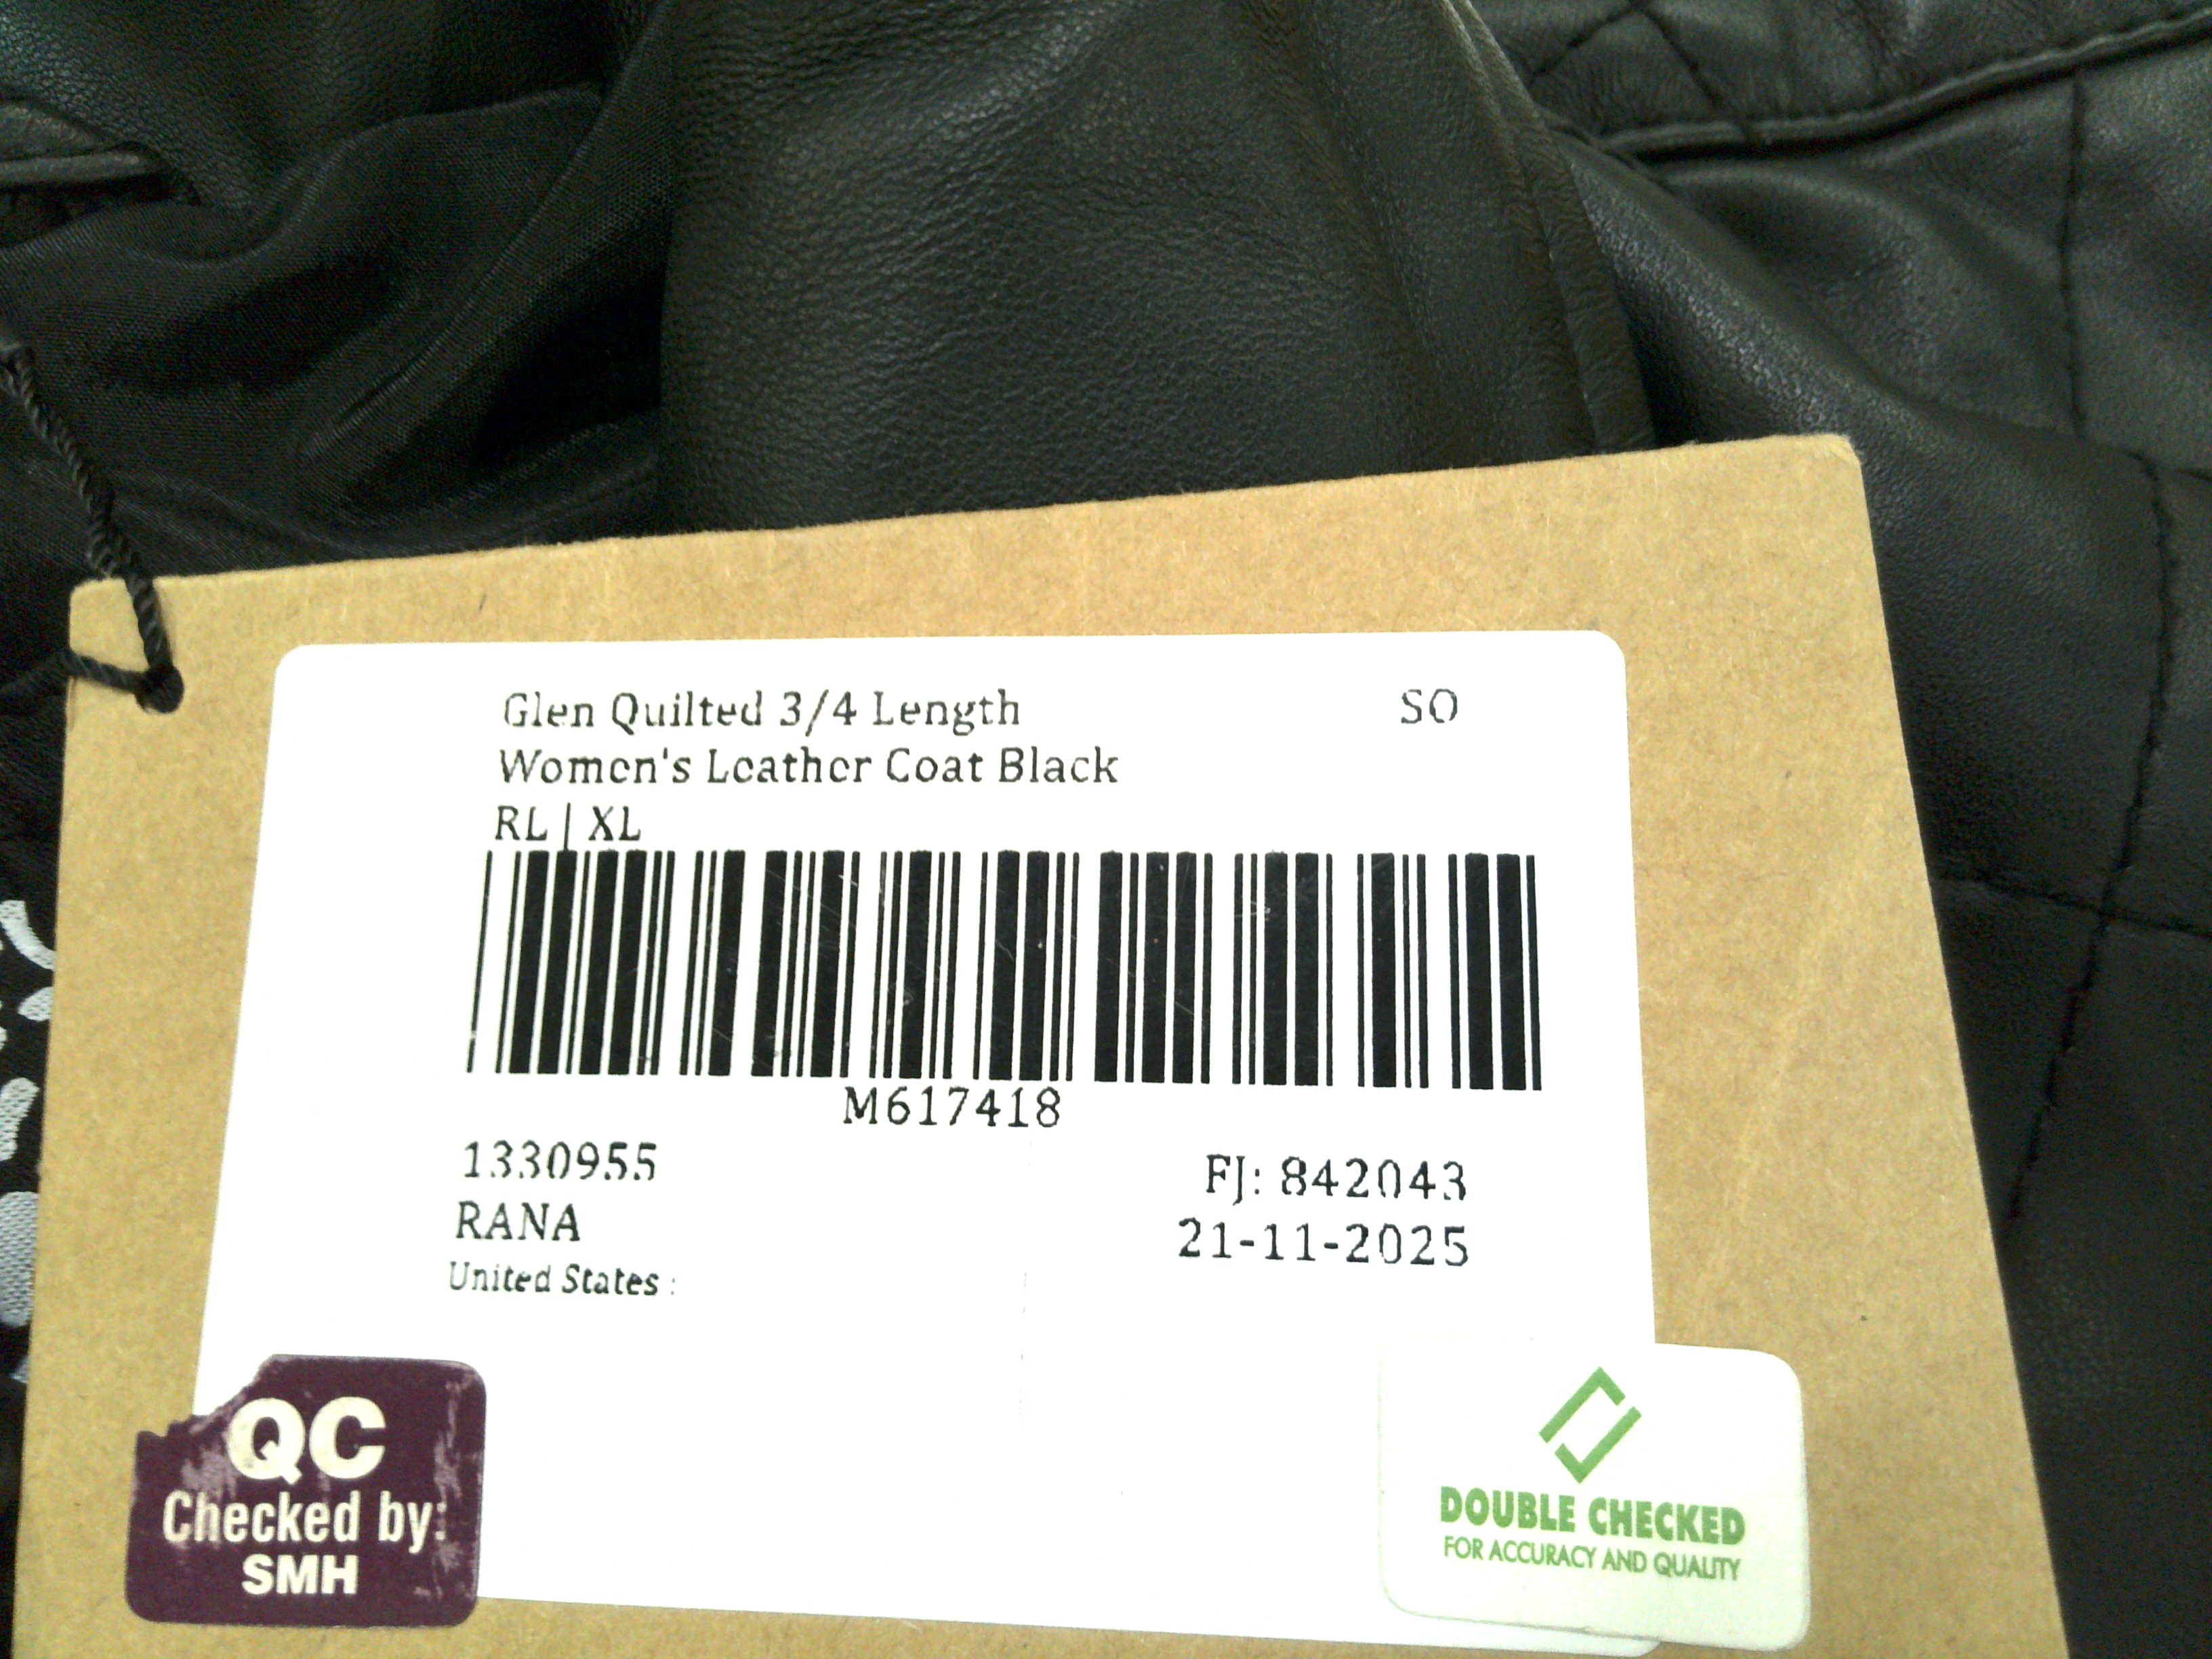 Glen Quilted 3/4 Length SO
Women's Leather Coat Black
RL | XL
M617418
1330955 FJ: 842043
RANA 21-11-2025
United States :
QC
Checked by:
SMH
DOUBLE CHECKED
FOR ACCURACY AND QUALITY